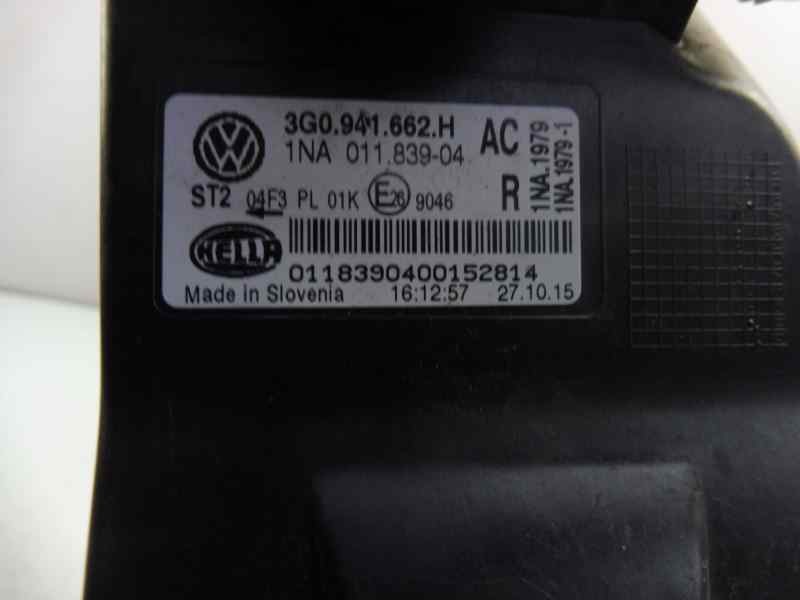 3G0.941.662.H AC
1NA 011.839-04
ST2 04F3 PL 01K E26 9046 R
1NA.1979
1NA.1979-1
HELLA
0118390400152814
Made in Slovenia 16:12:57 27.10.15